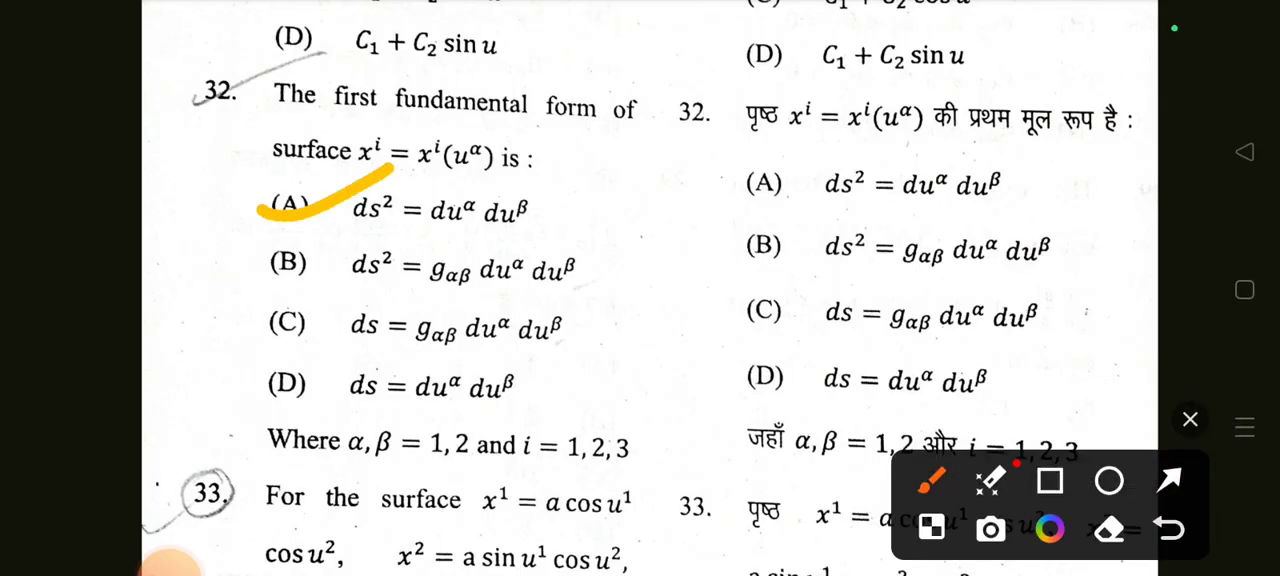 (D) C₁ + C₂ sin u
32. The first fundamental form of
surface xⁱ = xⁱ(u^α) is :
(A) ds² = du^α du^β
(B) ds² = g_αβ du^α du^β
(C) ds = g_αβ du^α du^β
(D) ds = du^α du^β
Where α, β = 1, 2 and i = 1, 2, 3
33. For the surface x¹ = a cos u¹
cos u², x² = a sin u¹ cos u²,
(D) C₁ + C₂ sin u
32. पृष्ठ xⁱ = xⁱ(u^α) की प्रथम मूल रूप है :
(A) ds² = du^α du^β
(B) ds² = g_αβ du^α du^β
(C) ds = g_αβ du^α du^β
(D) ds = du^α du^β
जहाँ α, β = 1, 2 और i = 1, 2, 3
33. पृष्ठ x¹ = a